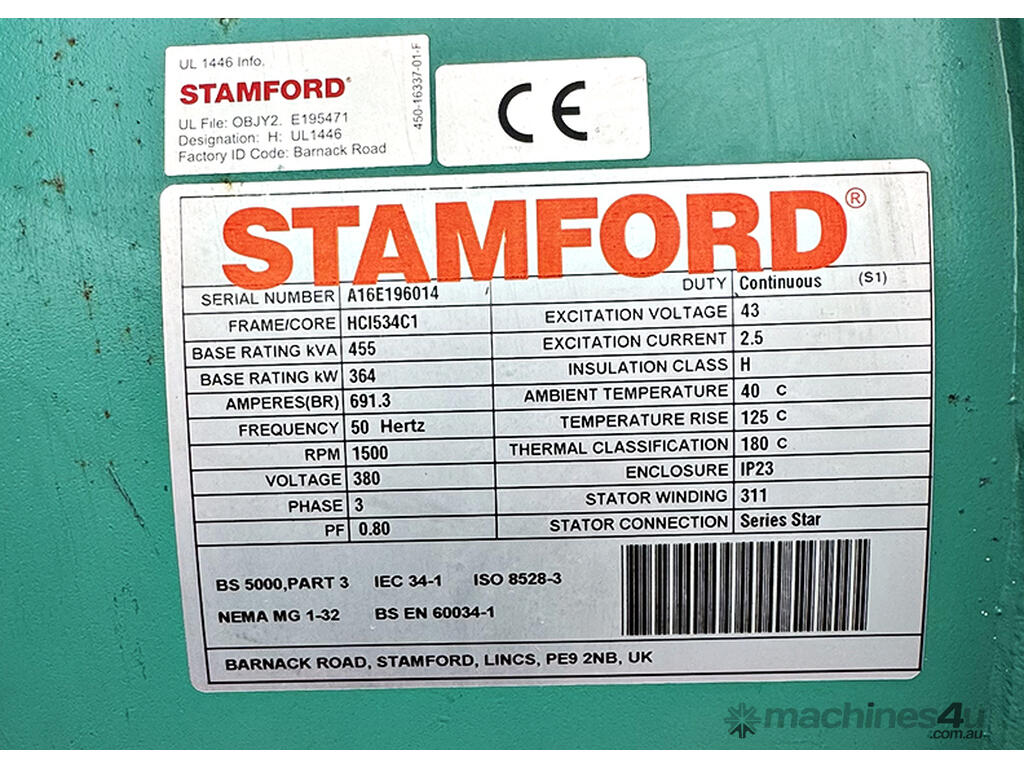 UL 1446 Info.
STAMFORD®
UL File: OBJY2. E195471
Designation: H: UL1446
Factory ID Code: Barnack Road
450-16337-01-F
CE
STAMFORD®
SERIAL NUMBER A16E196014 DUTY Continuous (S1)
FRAME/CORE HCI534C1 EXCITATION VOLTAGE 43
BASE RATING kVA 455 EXCITATION CURRENT 2.5
BASE RATING kW 364 INSULATION CLASS H
AMPERES(BR) 691.3 AMBIENT TEMPERATURE 40 C
FREQUENCY 50 Hertz TEMPERATURE RISE 125 C
RPM 1500 THERMAL CLASSIFICATION 180 C
VOLTAGE 380 ENCLOSURE IP23
PHASE 3 STATOR WINDING 311
PF 0.80 STATOR CONNECTION Series Star
BS 5000,PART 3 IEC 34-1 ISO 8528-3
NEMA MG 1-32 BS EN 60034-1
BARNACK ROAD, STAMFORD, LINCS, PE9 2NB, UK
machines4u
.com.au